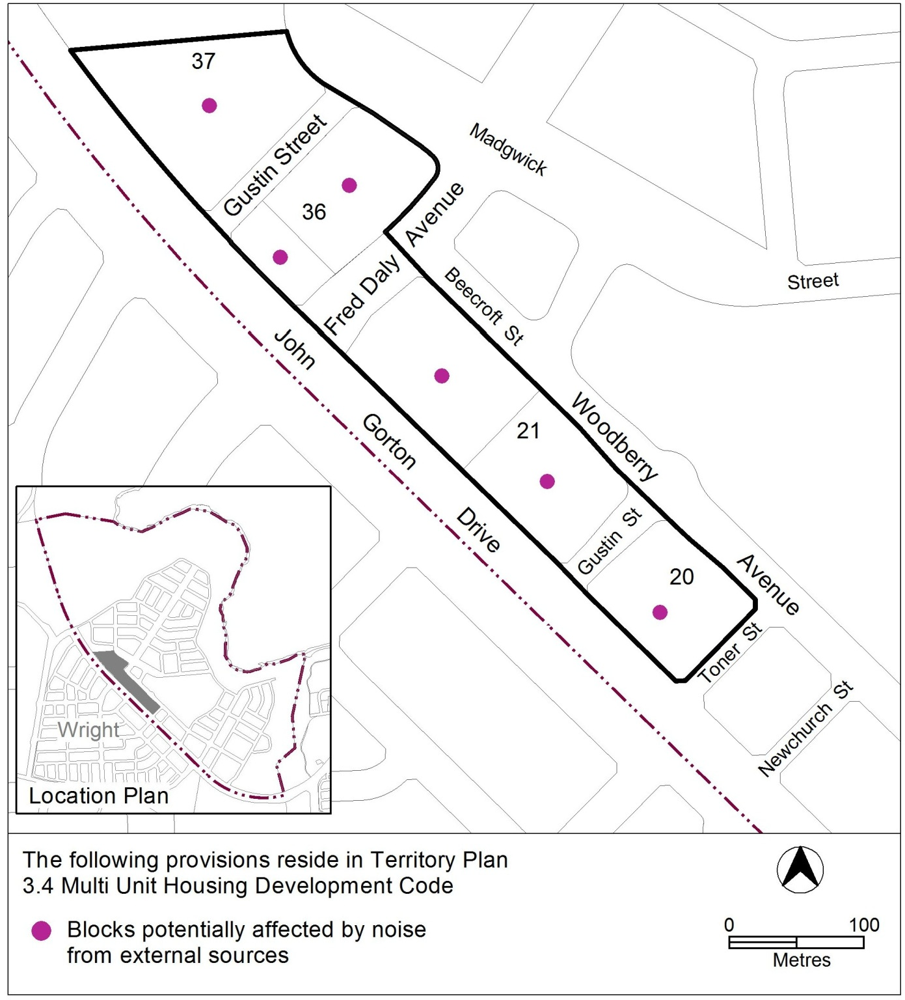 37
Gustin Street
Madgwick
36
Avenue
Fred Daly
Beecroft St
Street
John
Gorton
Drive
21
Woodberry
Gustin St
20
Avenue
Toner St
Newchurch St
Wright
Location Plan
The following provisions reside in Territory Plan
3.4 Multi Unit Housing Development Code
Blocks potentially affected by noise
from external sources
0 100
Metres